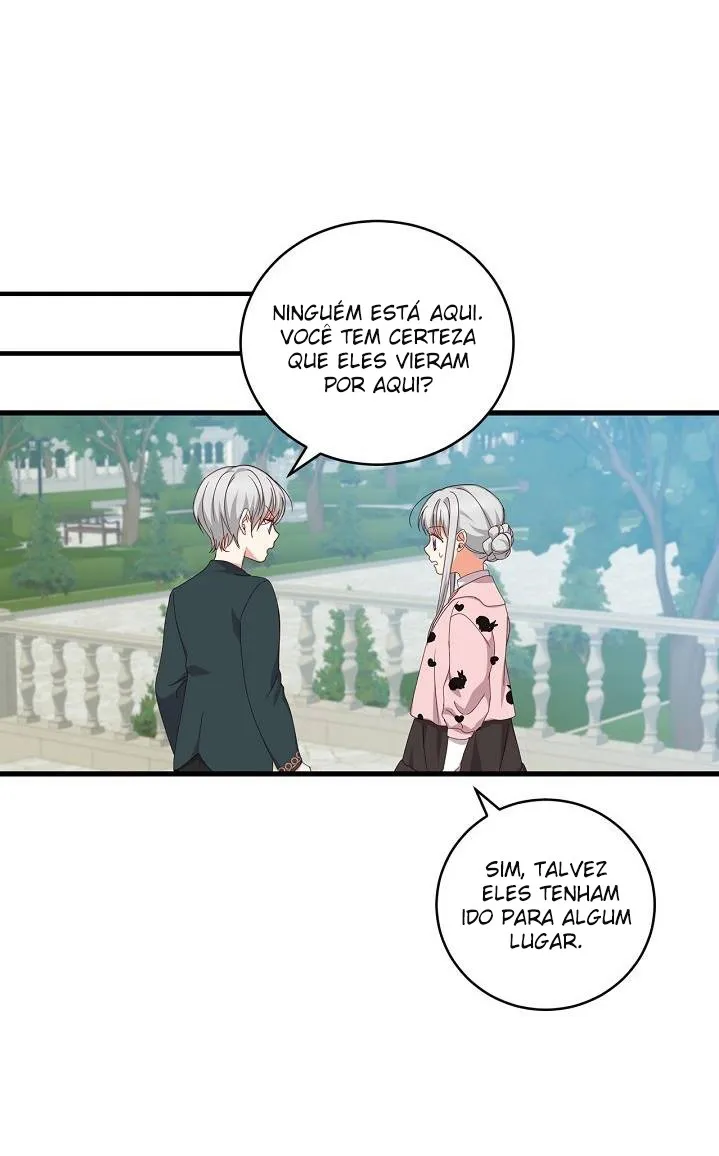 NINGUÉM ESTÁ AQUI.
VOCÊ TEM CERTEZA
QUE ELES VIERAM
POR AQUI?
SIM, TALVEZ
ELES TENHAM
IDO PARA ALGUM
LUGAR.